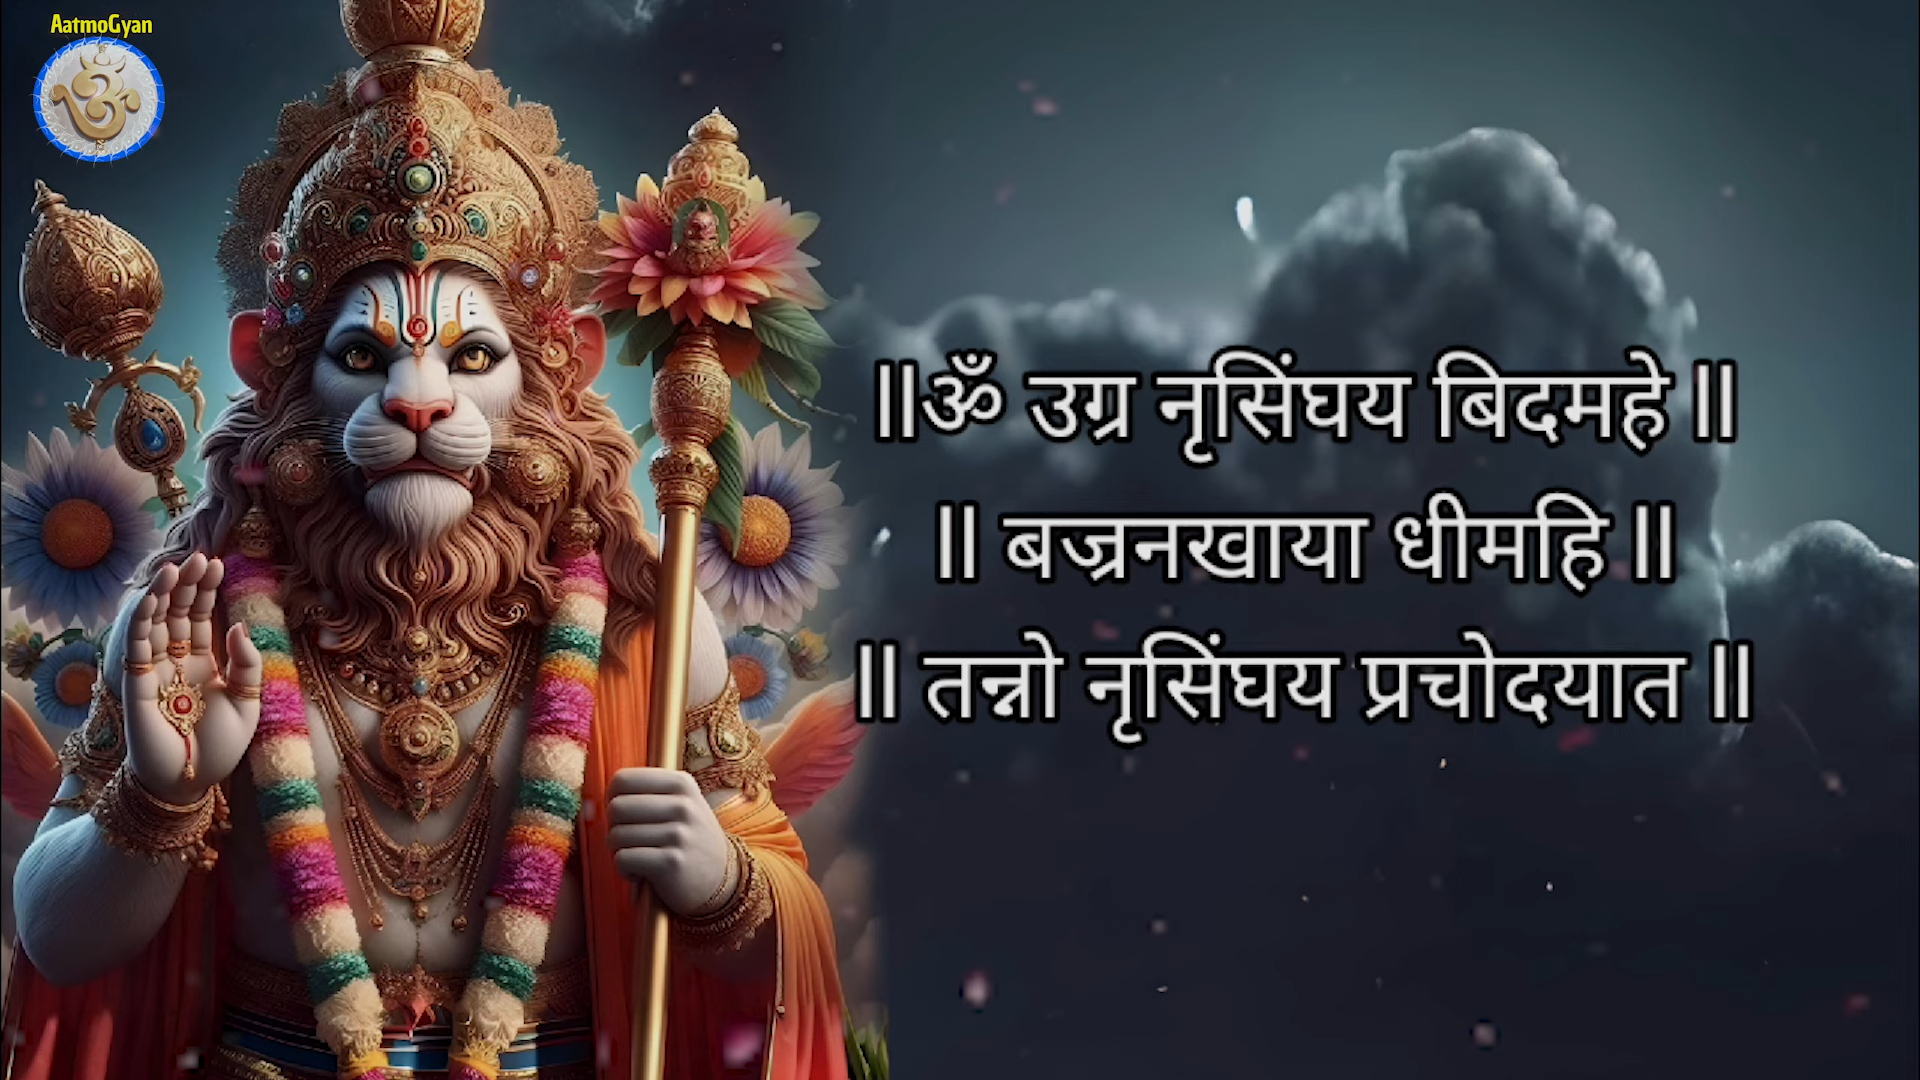 AatmoGyan
ॐ
॥ॐ उग्र नृसिंघय बिदमहे ॥
॥ बज्रनखाया धीमहि ॥
॥ तन्नो नृसिंघय प्रचोदयात ॥